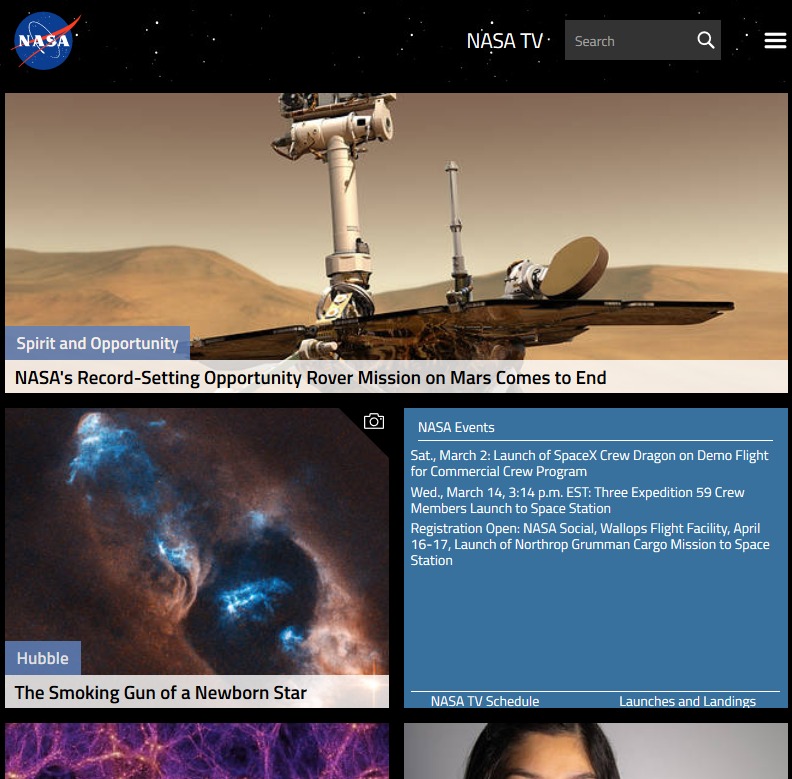 NASA
NASA TV
Search
Spirit and Opportunity
NASA's Record-Setting Opportunity Rover Mission on Mars Comes to End
NASA Events
Sat., March 2: Launch of SpaceX Crew Dragon on Demo Flight
for Commercial Crew Program
Wed., March 14, 3:14 p.m. EST: Three Expedition 59 Crew
Members Launch to Space Station
Registration Open: NASA Social, Wallops Flight Facility, April
16-17, Launch of Northrop Grumman Cargo Mission to Space
Station
Hubble
The Smoking Gun of a Newborn Star
NASA TV Schedule
Launches and Landings